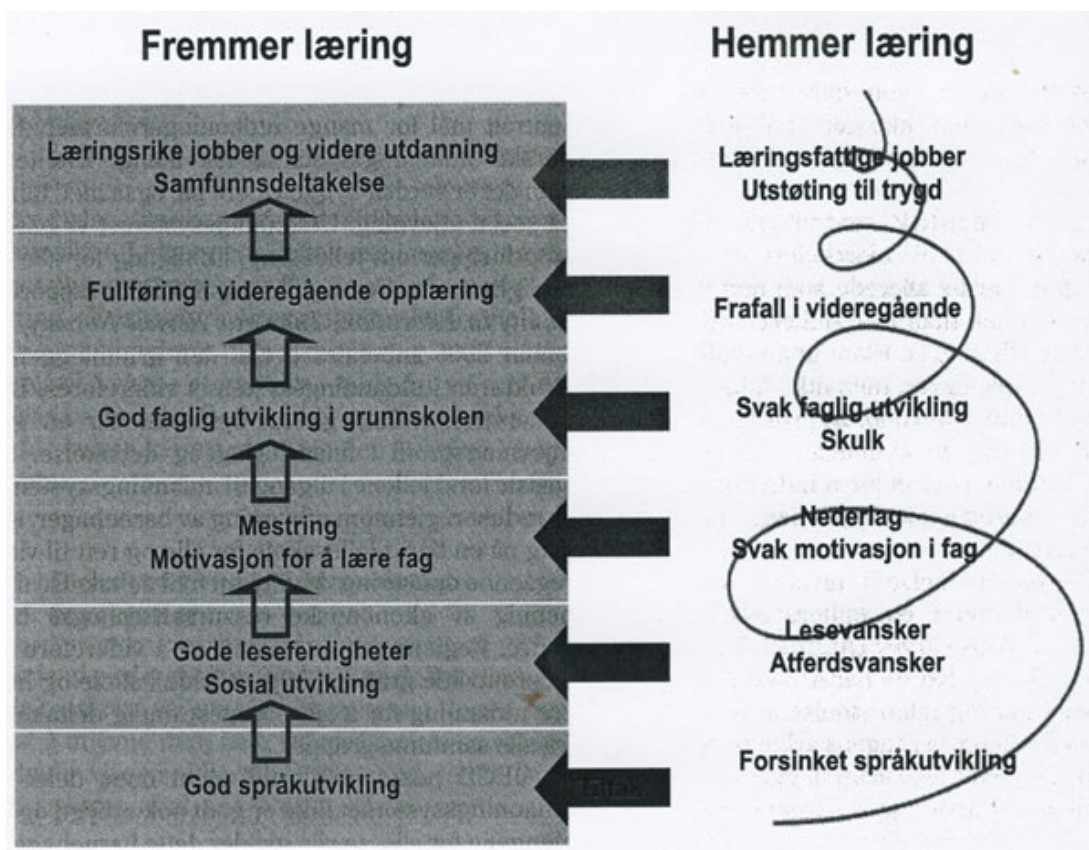 Fremmer læring
Hemmer læring
Læringsrike jobber og videre utdanning
Samfunnsdeltakelse
Læringsfattige jobber
Utstøting til trygd
Fullføring i videregående opplæring
Frafall i videregående
God faglig utvikling i grunnskolen
Svak faglig utvikling
Skulk
Mestring
Motivasjon for å lære fag
Nederlag
Svak motivasjon i fag
Gode leseferdigheter
Sosial utvikling
Lesevansker
Atferdsvansker
God språkutvikling
Tiltak
Forsinket språkutvikling